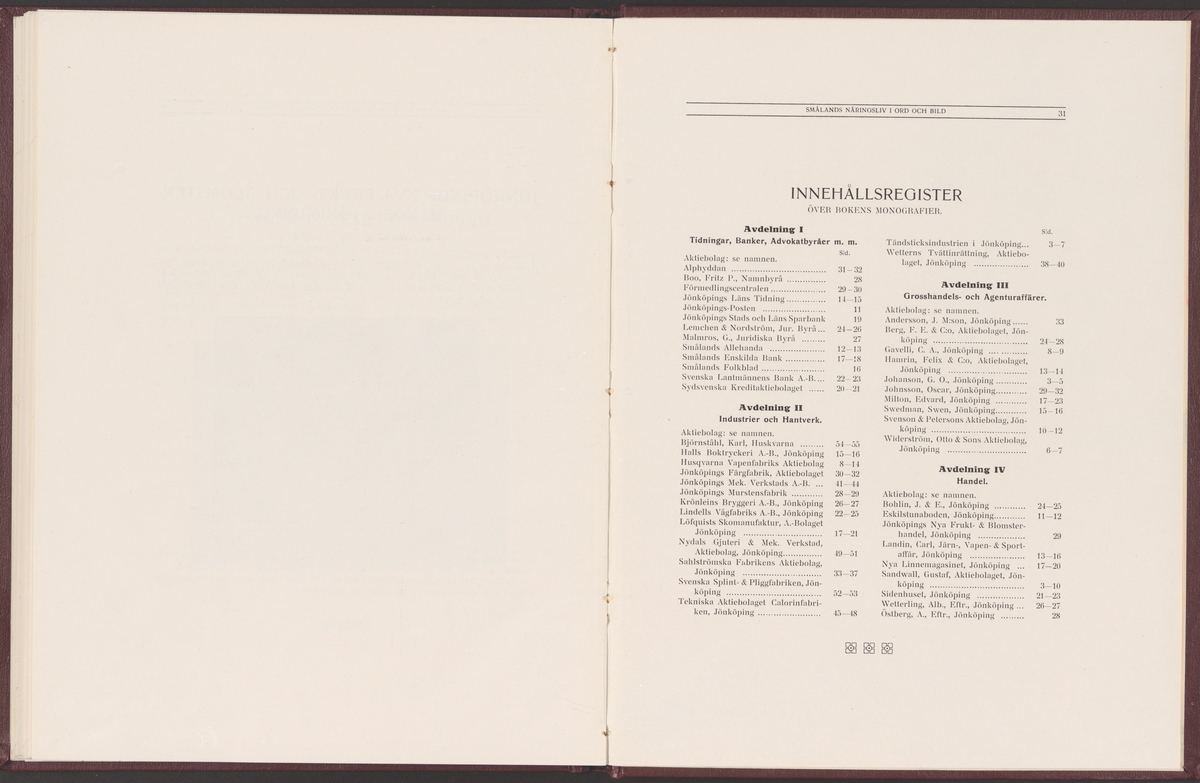 SMÅLANDS NÄRINGSLIV I ORD OCH BILD
31
INNEHÅLLSREGISTER
ÖVER BOKENS MONOGRAFIER.
Avdelning I
Tidningar, Banker, Advokatbyråer m. m.
Sid.
Aktiebolag: se namnen.
Alphyddan ................................... 31—32
Boo, Fritz P., Namnbyrå ............... 28
Förmedlingscentralen ..................... 29—30
Jönköpings Läns Tidning............... 14—15
Jönköpings-Posten ........................ 11
Jönköpings Stads och Läns Sparbank 19
Lemchen & Nordström, Jur. Byrå... 24—26
Malmros, G., Juridiska Byrå ......... 27
Smålands Allehanda ..................... 12—13
Smålands Enskilda Bank ............... 17—18
Smålands Folkblad ........................ 16
Svenska Lantmännens Bank A.-B.... 22—23
Sydsvenska Kreditaktiebolaget ...... 20—21
Avdelning II
Industrier och Hantverk.
Aktiebolag: se namnen.
Björnståhl, Karl, Huskvarna ......... 54—55
Halls Boktryckeri A.-B., Jönköping 15—16
Husqvarna Vapenfabriks Aktiebolag 8—14
Jönköpings Färgfabrik, Aktiebolaget 30—32
Jönköpings Mek. Verkstads A.-B. ... 41—44
Jönköpings Murstensfabrik ............ 28—29
Krönleins Bryggeri A.-B., Jönköping 26—27
Lindells Vågfabriks A.-B., Jönköping 22—25
Löfquists Skomanufaktur, A.-Bolaget
Jönköping .............................. 17—21
Nydals Gjuteri & Mek. Verkstad,
Aktiebolag, Jönköping............... 49—51
Sahlströmska Fabrikens Aktiebolag,
Jönköping .............................. 33—37
Svenska Splint- & Pliggfabriken, Jön-
köping .................................... 52—53
Tekniska Aktiebolaget Calorinfabri-
ken, Jönköping ........................ 45—48
Sid.
Tändsticksindustrien i Jönköping... 3—7
Wetterns Tvättinrättning, Aktiebo-
laget, Jönköping ..................... 38—40
Avdelning III
Grosshandels- och Agenturaffärer.
Aktiebolag: se namnen.
Andersson, J. M:son, Jönköping...... 33
Berg, F. E. & C:o, Aktiebolaget, Jön-
köping .................................... 24—28
Gavelli, C. A., Jönköping ............... 8—9
Hamrin, Felix & C:o, Aktiebolaget,
Jönköping .............................. 13—14
Johanson, G. O., Jönköping ............ 3—5
Johnsson, Oscar, Jönköping............ 29—32
Milton, Edvard, Jönköping ............ 17—23
Swedman, Swen, Jönköping............ 15—16
Svenson & Petersons Aktiebolag, Jön-
köping .................................... 10—12
Widerström, Otto & Sons Aktiebolag,
Jönköping .............................. 6—7
Avdelning IV
Handel.
Aktiebolag: se namnen.
Bohlin, J. & E., Jönköping ............ 24—25
Eskilstunaboden, Jönköping............ 11—12
Jönköpings Nya Frukt- & Blomster-
handel, Jönköping .................. 29
Landin, Carl, Järn-, Vapen- & Sport-
affär, Jönköping ..................... 13—16
Nya Linnemagasinet, Jönköping ... 17—20
Sandwall, Gustaf, Aktiebolaget, Jön-
köping .................................... 3—10
Sidenhuset, Jönköping .................. 21—23
Wetterling, Alb., Eftr., Jönköping ... 26—27
Östberg, A., Eftr., Jönköping ......... 28